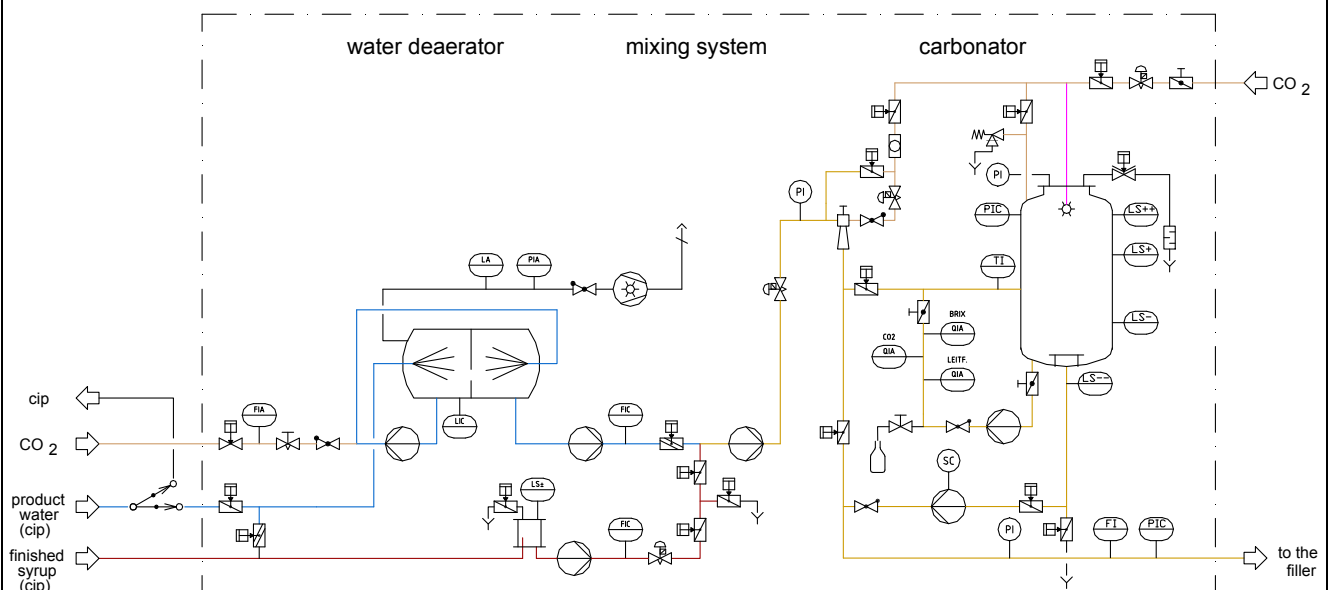 water deaerator
mixing system
carbonator
CO 2
PI
PI
PIC
LS++
LS+
TI
LS-
LS--
LA
PIA
BRIX
QIA
CO2
QIA
LEITF.
QIA
cip
CO 2
FIA
LIC
FIC
product
water
(cip)
LS±
SC
FIC
PI
FI
PIC
finished
syrup
(cip)
to the
filler